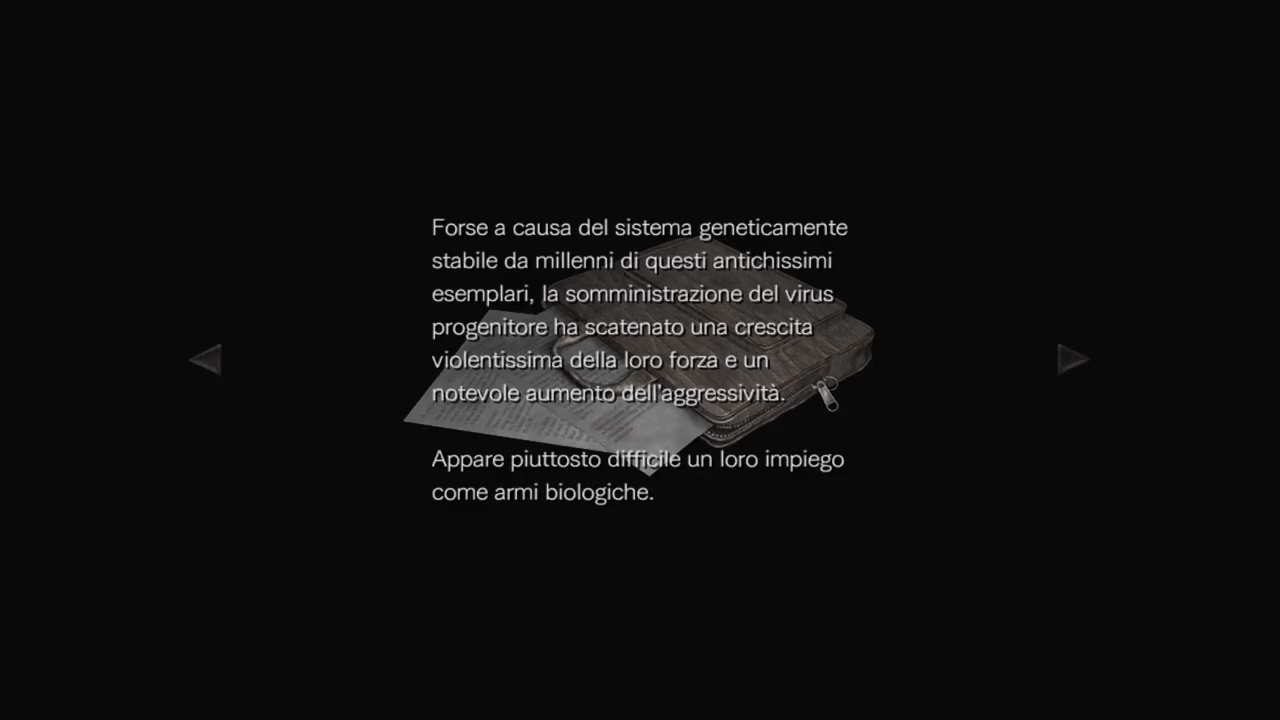 Forse a causa del sistema geneticamente
stabile da millenni di questi antichissimi
esemplari, la somministrazione del virus
progenitore ha scatenato una crescita
violentissima della loro forza e un
notevole aumento dell'aggressività.
Appare piuttosto difficile un loro impiego
come armi biologiche.